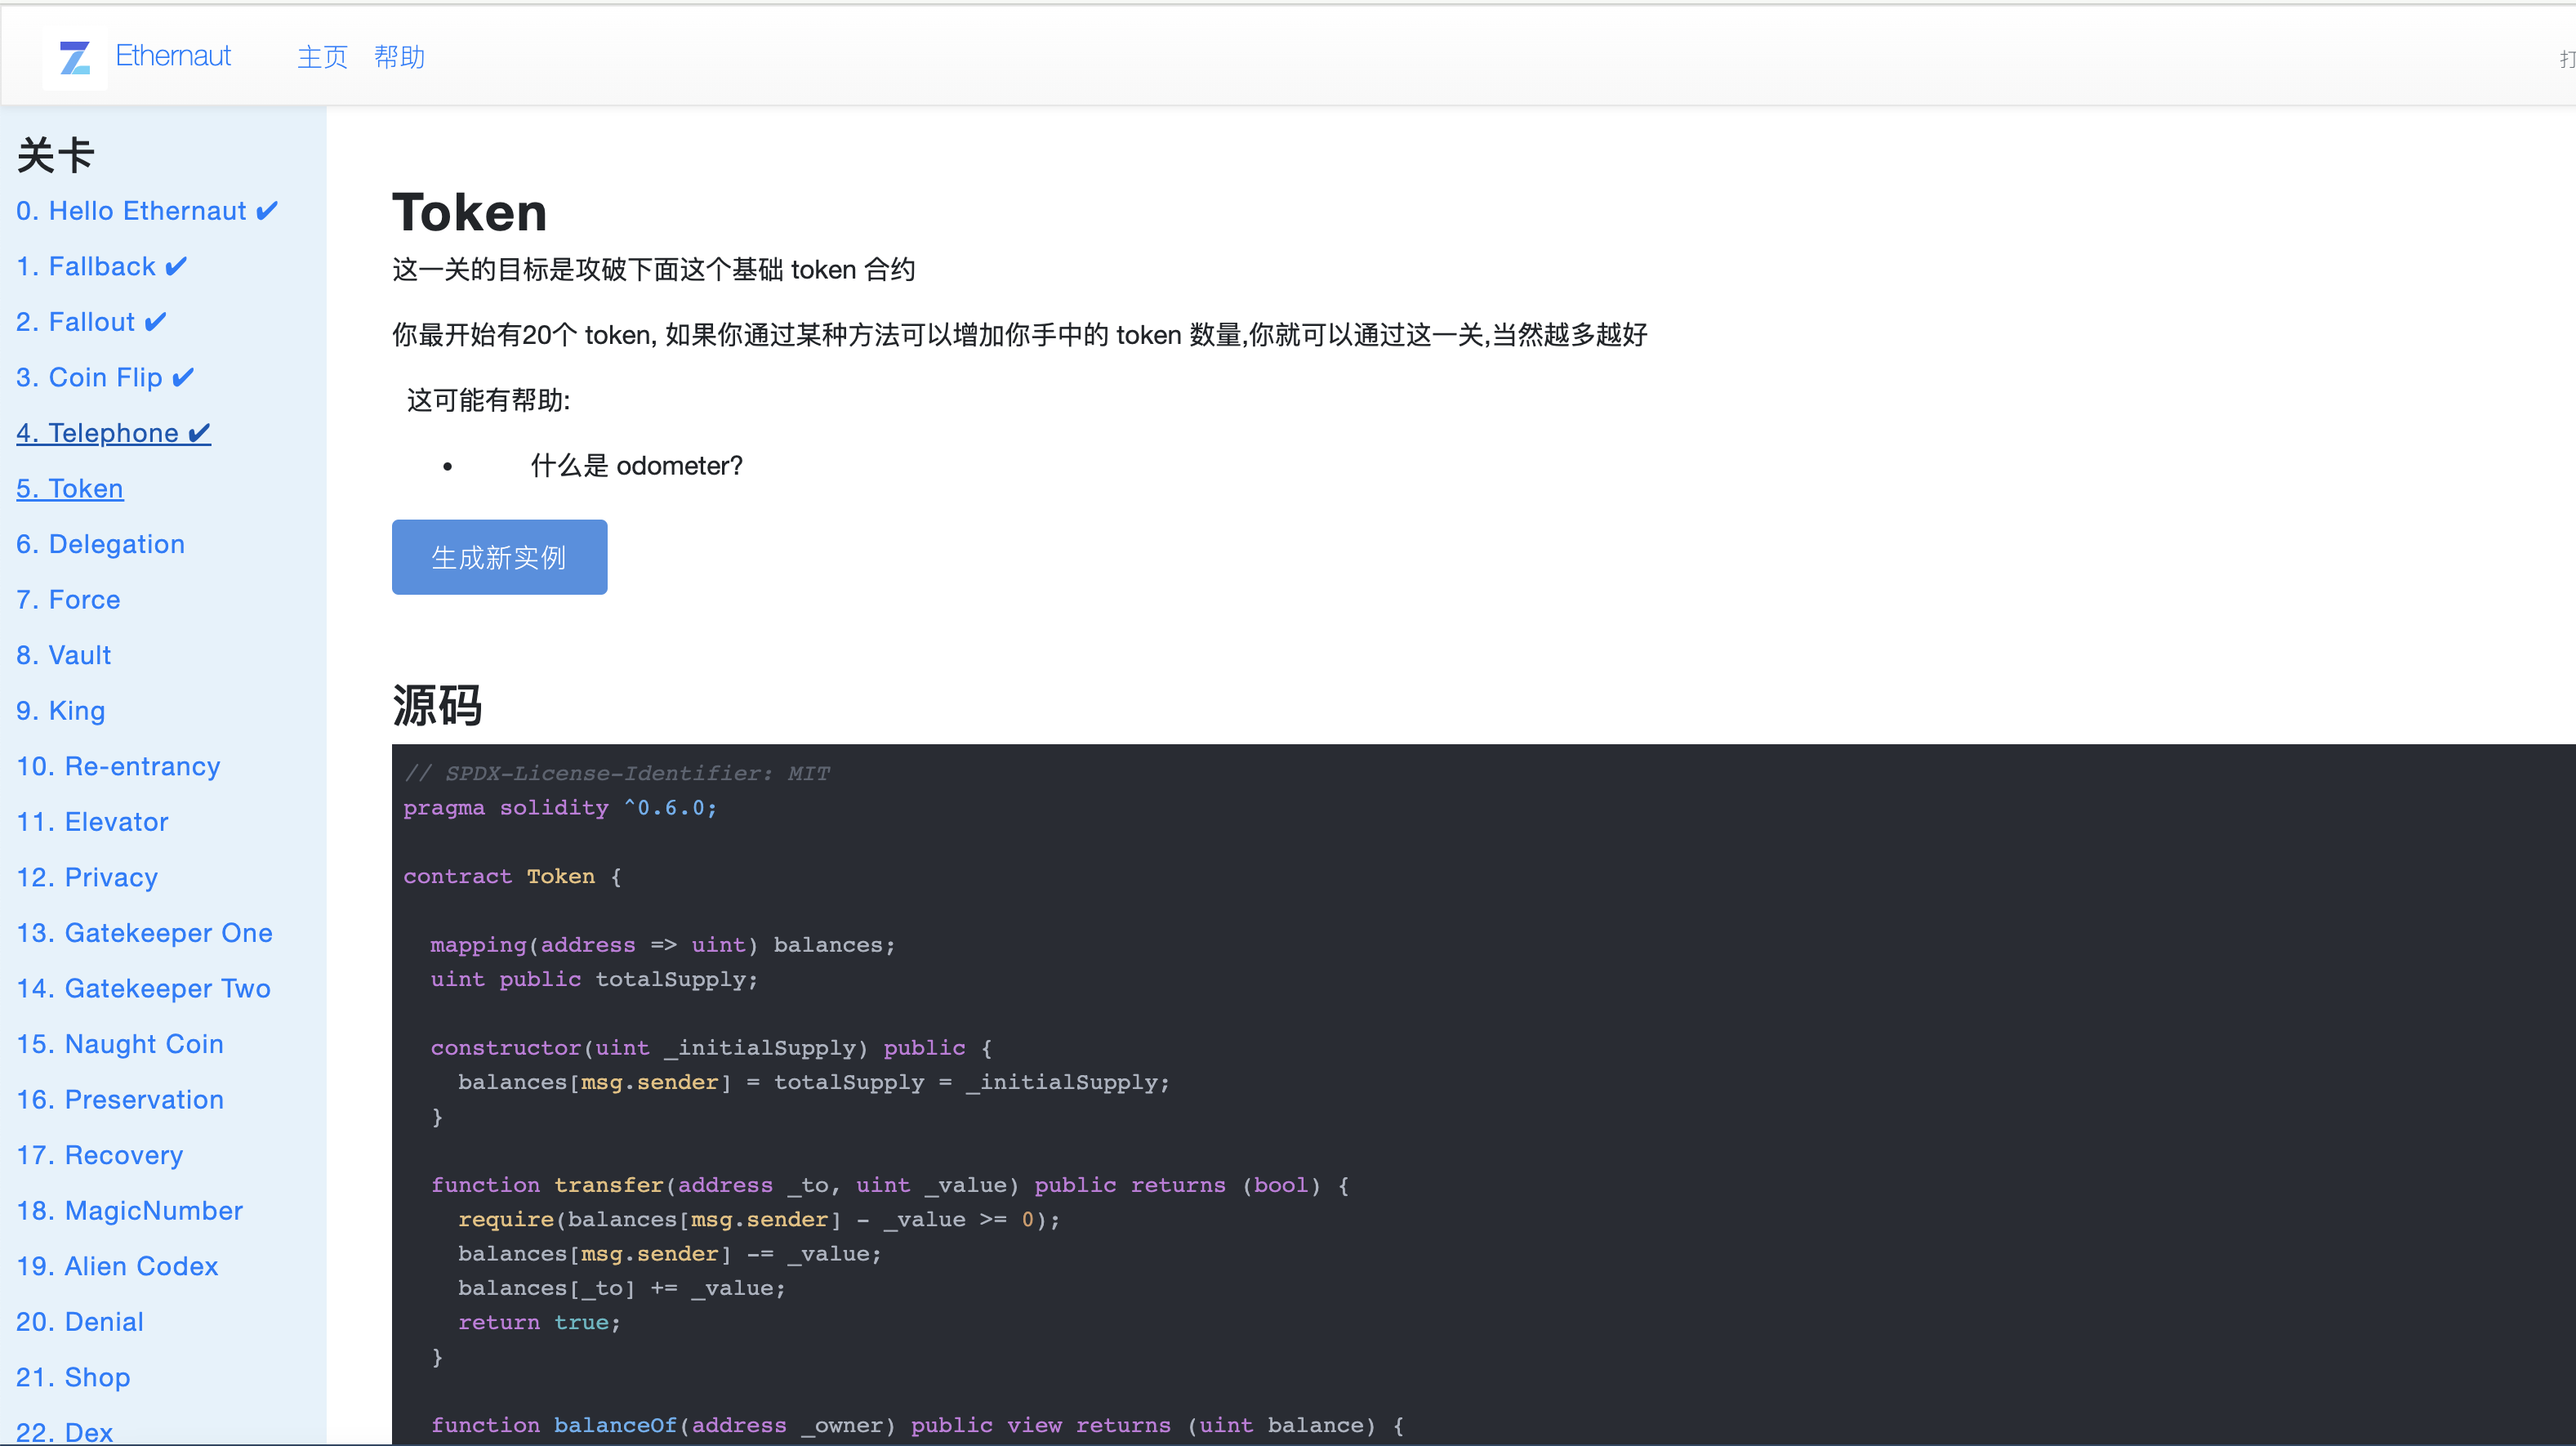 Ethernaut 主页 帮助 打
关卡
0. Hello Ethernaut ✔
1. Fallback ✔
2. Fallout ✔
3. Coin Flip ✔
4. Telephone ✔
5. Token
6. Delegation
7. Force
8. Vault
9. King
10. Re-entrancy
11. Elevator
12. Privacy
13. Gatekeeper One
14. Gatekeeper Two
15. Naught Coin
16. Preservation
17. Recovery
18. MagicNumber
19. Alien Codex
20. Denial
21. Shop
22. Dex
Token
这一关的目标是攻破下面这个基础 token 合约
你最开始有20个 token, 如果你通过某种方法可以增加你手中的 token 数量,你就可以通过这一关,当然越多越好
这可能有帮助:
• 什么是 odometer?
生成新实例
源码
// SPDX-License-Identifier: MIT
pragma solidity ^0.6.0;
contract Token {
mapping(address => uint) balances;
uint public totalSupply;
constructor(uint _initialSupply) public {
balances[msg.sender] = totalSupply = _initialSupply;
}
function transfer(address _to, uint _value) public returns (bool) {
require(balances[msg.sender] - _value >= 0);
balances[msg.sender] -= _value;
balances[_to] += _value;
return true;
}
function balanceOf(address _owner) public view returns (uint balance) {